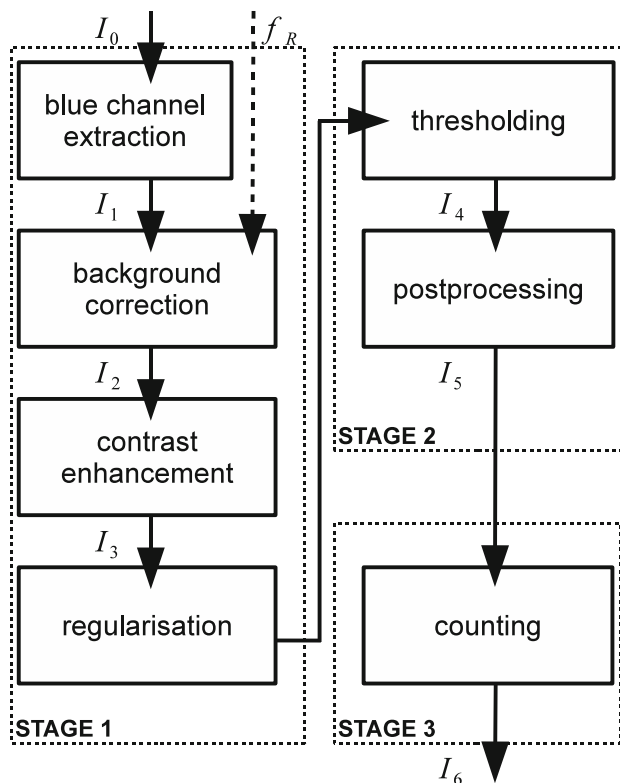 I0
fR
blue channel
extraction
I1
background
correction
I2
contrast
enhancement
I3
regularisation
STAGE 1
thresholding
I4
postprocessing
I5
STAGE 2
counting
STAGE 3
I6